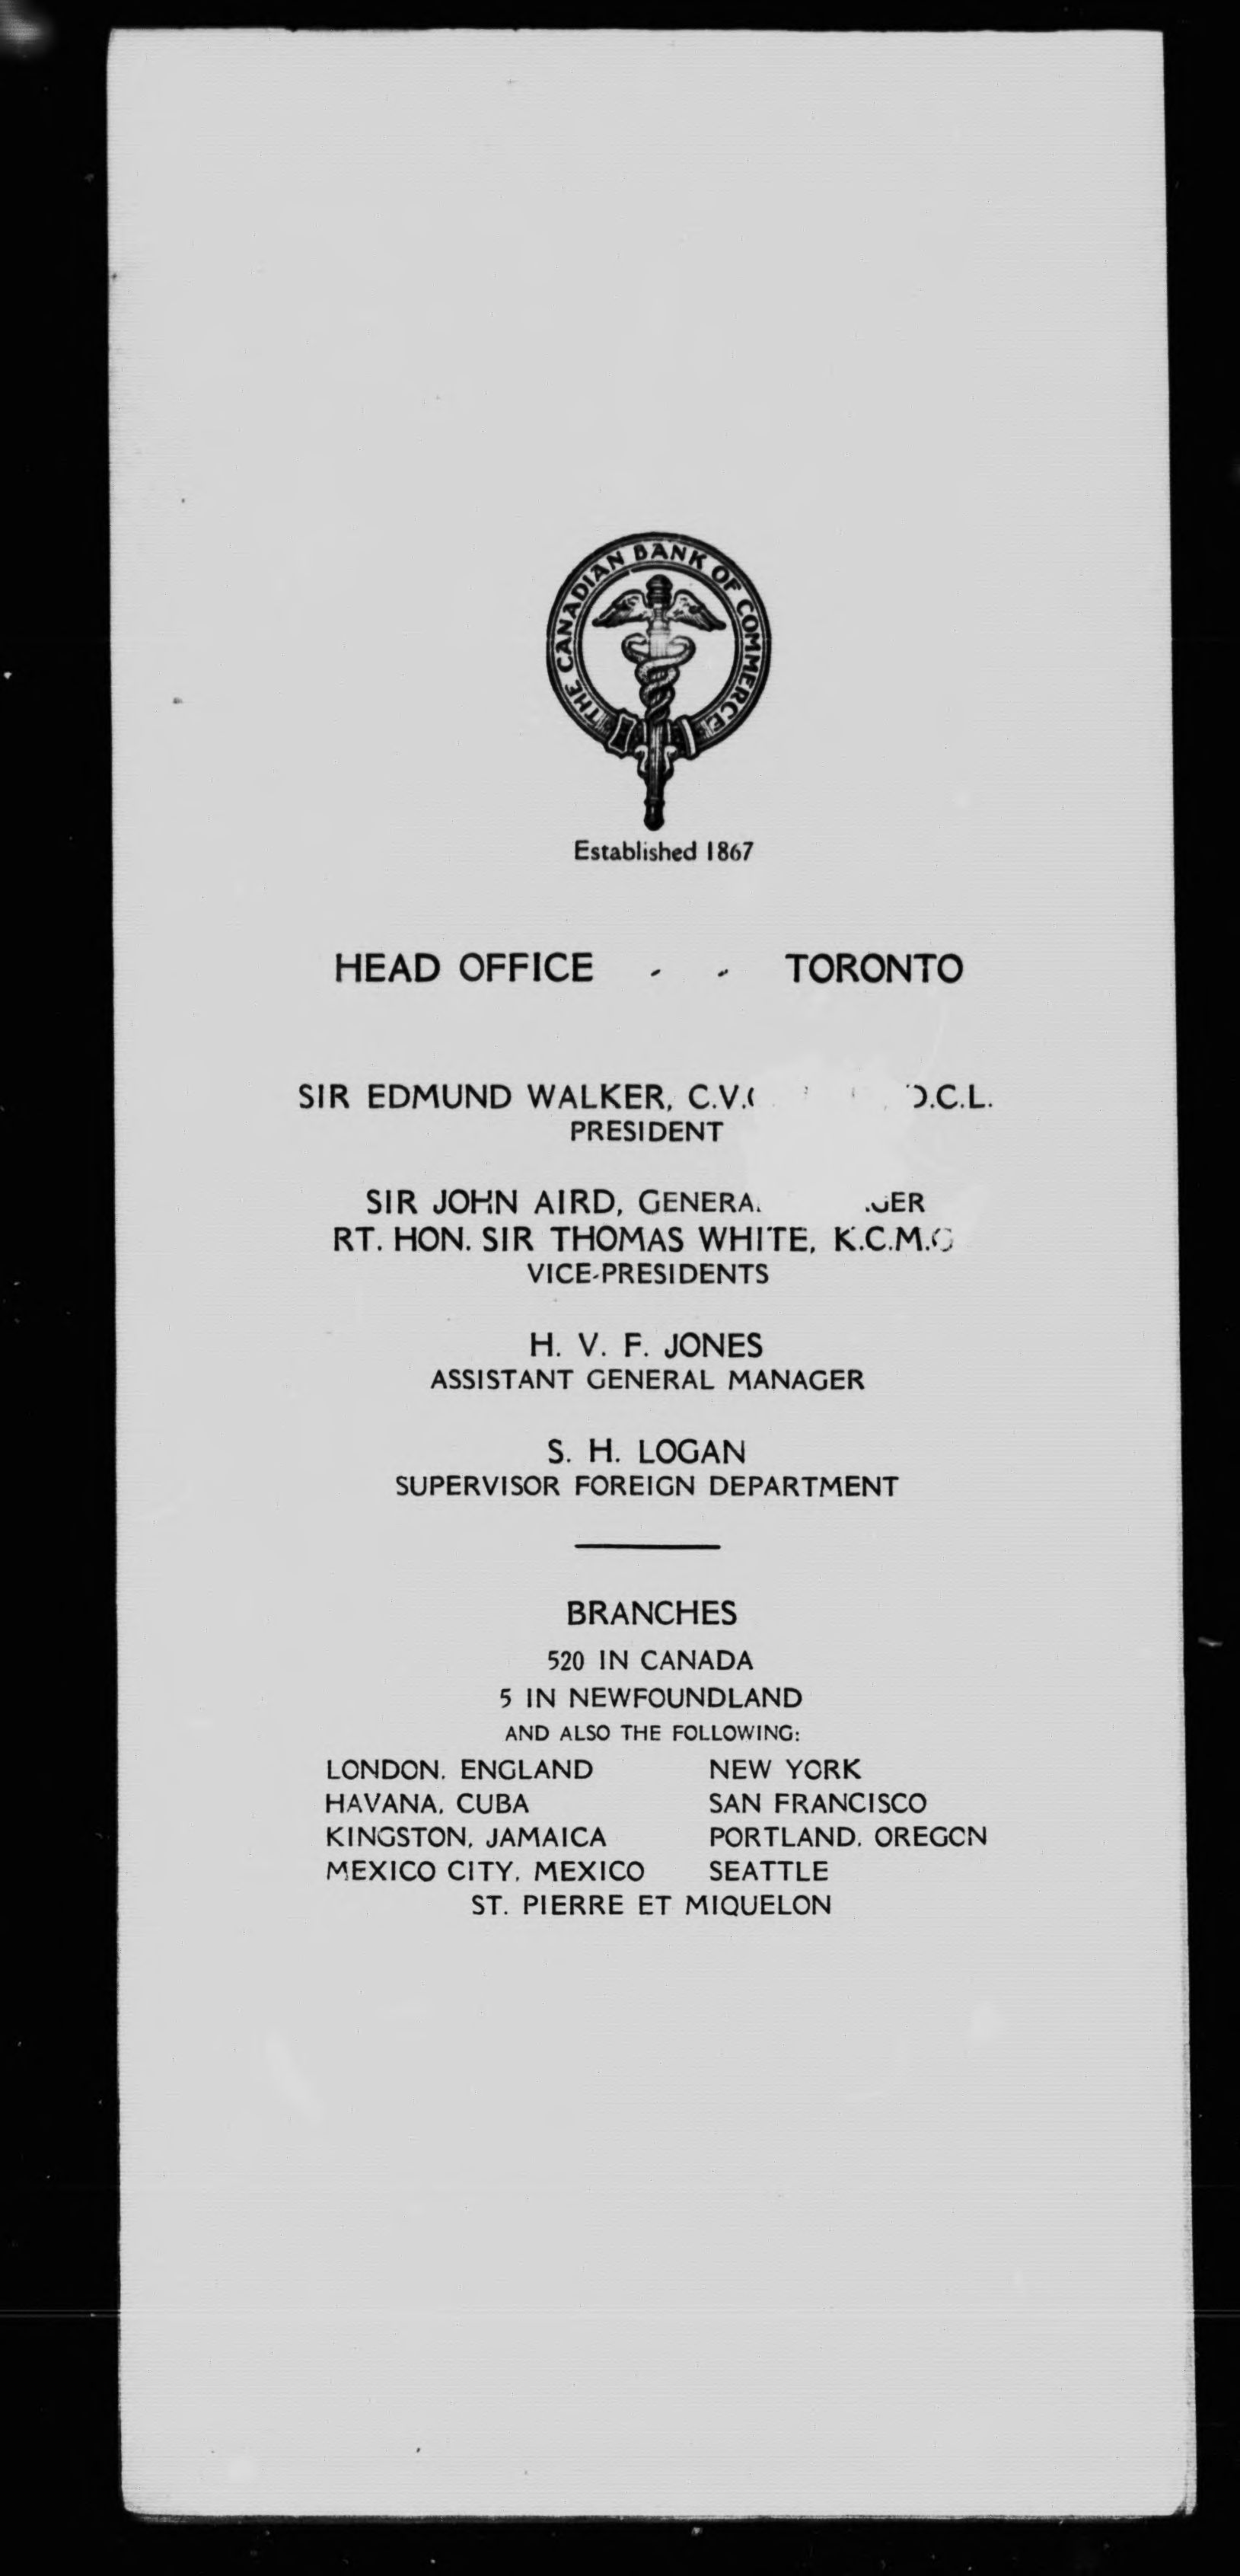 THE CANADIAN BANK OF COMMERCE
Established 1867
HEAD OFFICE - - TORONTO
SIR EDMUND WALKER,
PRESIDENT
SIR JOHN AIRD,
RT. HON. SIR THOMAS WHITE, K.C.M.G
VICE-PRESIDENTS
H. V. F. JONES
ASSISTANT GENERAL MANAGER
S. H. LOGAN
SUPERVISOR FOREIGN DEPARTMENT
BRANCHES
520 IN CANADA
5 IN NEWFOUNDLAND
AND ALSO THE FOLLOWING:
LONDON, ENGLAND NEW YORK
HAVANA, CUBA SAN FRANCISCO
KINGSTON, JAMAICA PORTLAND, OREGON
MEXICO CITY, MEXICO SEATTLE
ST. PIERRE ET MIQUELON